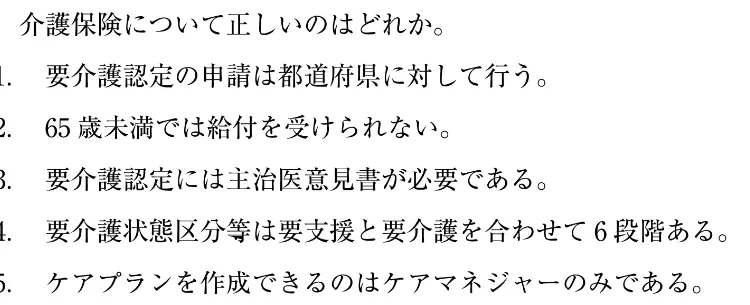 介護保険について正しいのはどれか。
1. 要介護認定の申請は都道府県に対して行う。
2. 65 歳未満では給付を受けられない。
3. 要介護認定には主治医意見書が必要である。
4. 要介護状態区分等は要支援と要介護を合わせて 6 段階ある。
5. ケアプランを作成できるのはケアマネジャーのみである。